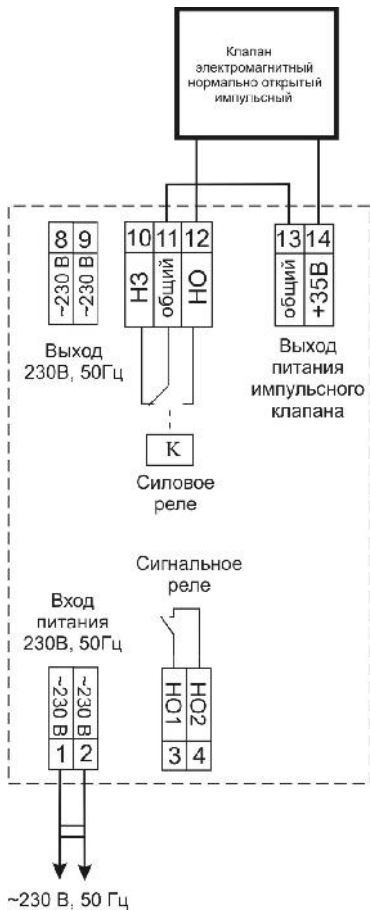 Клапан
электромагнитный
нормально открытый
импульсный
8 9 10 11 12 13 14
~230 В
~230 В
НЗ
общий
НО
общий
+35В
Выход
230В, 50Гц
Выход
питания
импульсного
клапана
К
Силовое
реле
Сигнальное
реле
Вход
питания
230В, 50Гц
~230 В
~230 В
НО1
НО2
1 2 3 4
~230 В, 50 Гц